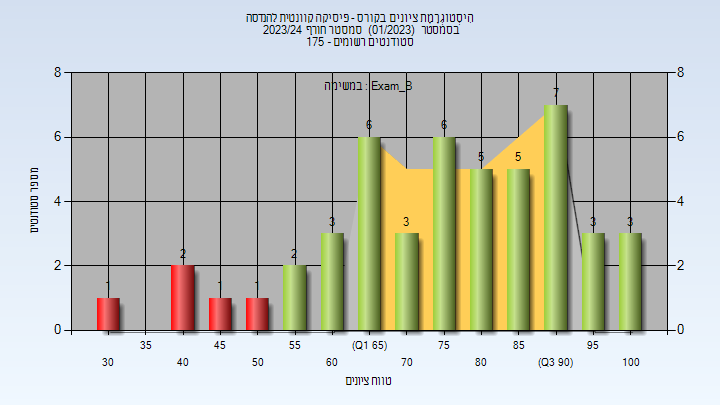 היסטוגרמת ציונים בקורס - פיסיקה קוונטית להנדסה
בסמסטר (01/2023) סמסטר חורף 2023/24
סטודנטים רשומים - 175
במשימה : Exam_B
מספר סטודנטים
8 8
6 6
4 4
2 2
0 0
1 2 1 1 2 3 6 3 6 5 5 7 3 3
35 45 55 (Q1 65) 75 85 95
30 40 50 60 70 80 (Q3 90) 100
טווח ציונים